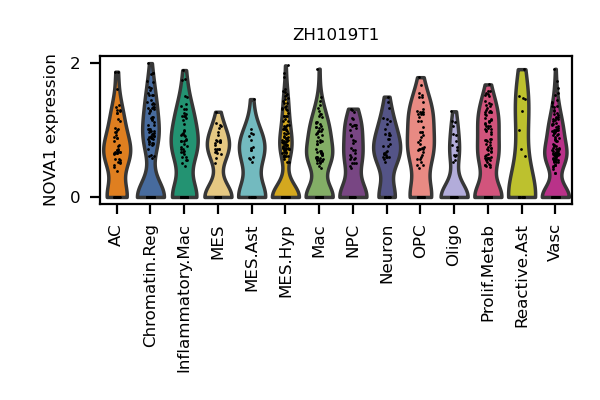 ZH1019T1
NOVA1 expression
2
0
AC
Chromatin.Reg
Inflammatory.Mac
MES
MES.Ast
MES.Hyp
Mac
NPC
Neuron
OPC
Oligo
Prolif.Metab
Reactive.Ast
Vasc